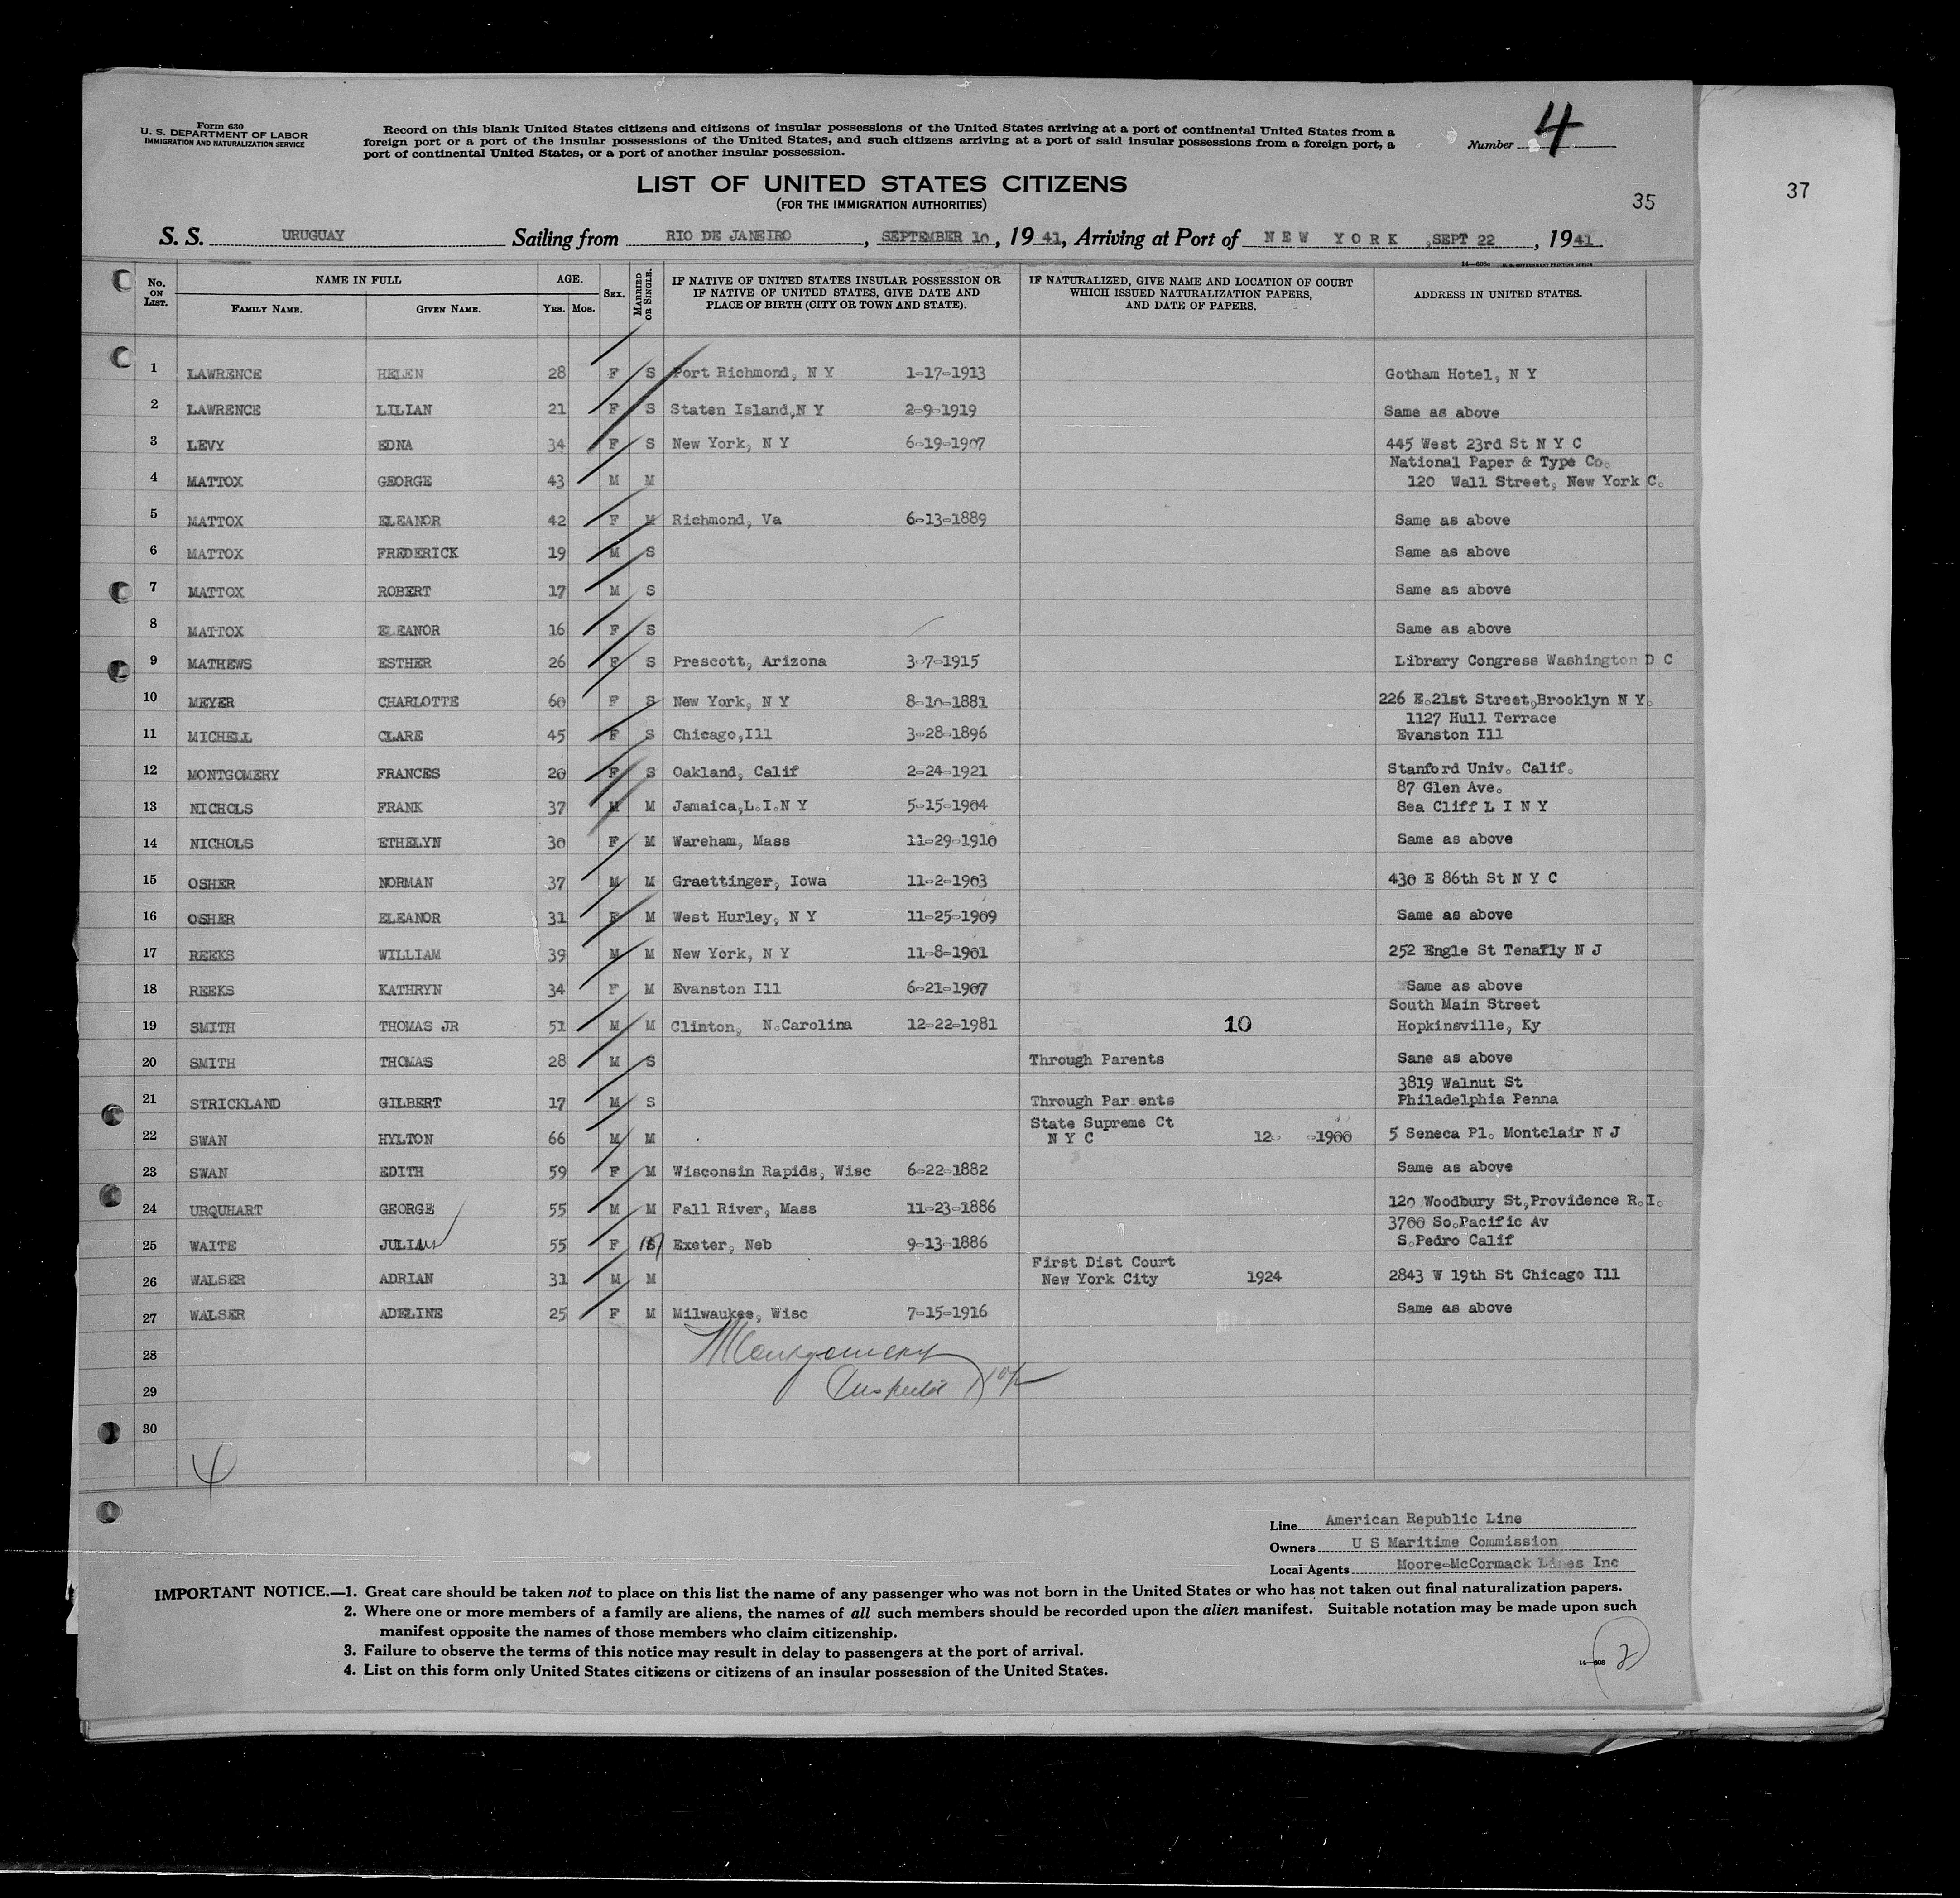 Form 630
U. S. DEPARTMENT OF LABOR
IMMIGRATION AND NATURALIZATION SERVICE
Record on this blank United States citizens and citizens of insular possessions of the United States arriving at a port of continental United States from a
foreign port or a port of the insular possessions of the United States, and such citizens arriving at a port of said insular possessions from a foreign port, a
port of continental United States, or a port of another insular possession.
Number 4
LIST OF UNITED STATES CITIZENS
(FOR THE IMMIGRATION AUTHORITIES)
35
37
S. S. URUGUAY Sailing from RIO DE JANEIRO, SEPTEMBER 10, 1941, Arriving at Port of NEW YORK, SEPT 22, 1941
No. ON LIST. NAME IN FULL FAMILY NAME. GIVEN NAME. AGE. YRS. MOS. SEX. MARRIED OR SINGLE. IF NATIVE OF UNITED STATES INSULAR POSSESSION OR IF NATIVE OF UNITED STATES, GIVE DATE AND PLACE OF BIRTH (CITY OR TOWN AND STATE). IF NATURALIZED, GIVE NAME AND LOCATION OF COURT WHICH ISSUED NATURALIZATION PAPERS, AND DATE OF PAPERS. ADDRESS IN UNITED STATES.
1 LAWRENCE HELEN 28 F S Port Richmond, N Y 1-17-1913 Gotham Hotel, N Y
2 LAWRENCE LILIAN 21 F S Staten Island,N Y 2-9-1919 Same as above
3 LEVY EDNA 34 F S New York, N Y 6-19-1907 445 West 23rd St N Y C
National Paper & Type Co.
4 MATTOX GEORGE 43 M M 120 Wall Street, New York C.
5 MATTOX ELEANOR 42 F M Richmond, Va 6-13-1889 Same as above
6 MATTOX FREDERICK 19 M S Same as above
7 MATTOX ROBERT 17 M S Same as above
8 MATTOX ELEANOR 16 F S Same as above
9 MATHEWS ESTHER 26 F S Prescott, Arizona 3-7-1915 Library Congress Washington D C
10 MEYER CHARLOTTE 60 F S New York, N Y 8-10-1881 226 E.21st Street,Brooklyn N Y.
1127 Hull Terrace
11 MICHELL CLARE 45 F S Chicago,Ill 3-28-1896 Evanston Ill
12 MONTGOMERY FRANCES 20 F S Oakland, Calif 2-24-1921 Stanford Univ. Calif.
87 Glen Ave.
13 NICHOLS FRANK 37 M M Jamaica,L.I.N Y 5-15-1904 Sea Cliff L I N Y
14 NICHOLS ETHELYN 30 F M Wareham, Mass 11-29-1910 Same as above
15 OSHER NORMAN 37 M M Graettinger, Iowa 11-2-1903 430 E 86th St N Y C
16 OSHER ELEANOR 31 F M West Hurley, N Y 11-25-1909 Same as above
17 REEKS WILLIAM 39 M M New York, N Y 11-8-1901 252 Engle St Tenafly N J
18 REEKS KATHRYN 34 F M Evanston Ill 6-21-1907 Same as above
South Main Street
19 SMITH THOMAS JR 51 M M Clinton, N.Carolina 12-22-1981 10 Hopkinsville, Ky
20 SMITH THOMAS 28 M S Through Parents Sane as above
3819 Walnut St
21 STRICKLAND GILBERT 17 M S Through Parents Philadelphia Penna
State Supreme Ct
22 SWAN HYLTON 66 M M N Y C 12- -1900 5 Seneca Pl. Montclair N J
23 SWAN EDITH 59 F M Wisconsin Rapids, Wisc 6-22-1882 Same as above
24 URQUHART GEORGE 55 M M Fall River, Mass 11-23-1886 120 Woodbury St,Providence R.I.
3700 So.Pacific Av
25 WAITE JULIA 55 F M Exeter, Neb 9-13-1886 S.Pedro Calif
First Dist Court
26 WALSER ADRIAN 31 M M New York City 1924 2843 W 19th St Chicago Ill
27 WALSER ADELINE 25 F M Milwaukee, Wisc 7-15-1916 Same as above
28 Montgomery
29
30
4
Line American Republic Line
Owners U S Maritime Commission
Local Agents Moore-McCormack Lines Inc
IMPORTANT NOTICE.—1. Great care should be taken not to place on this list the name of any passenger who was not born in the United States or who has not taken out final naturalization papers.
2. Where one or more members of a family are aliens, the names of all such members should be recorded upon the alien manifest. Suitable notation may be made upon such
manifest opposite the names of those members who claim citizenship.
3. Failure to observe the terms of this notice may result in delay to passengers at the port of arrival.
4. List on this form only United States citizens or citizens of an insular possession of the United States.
2